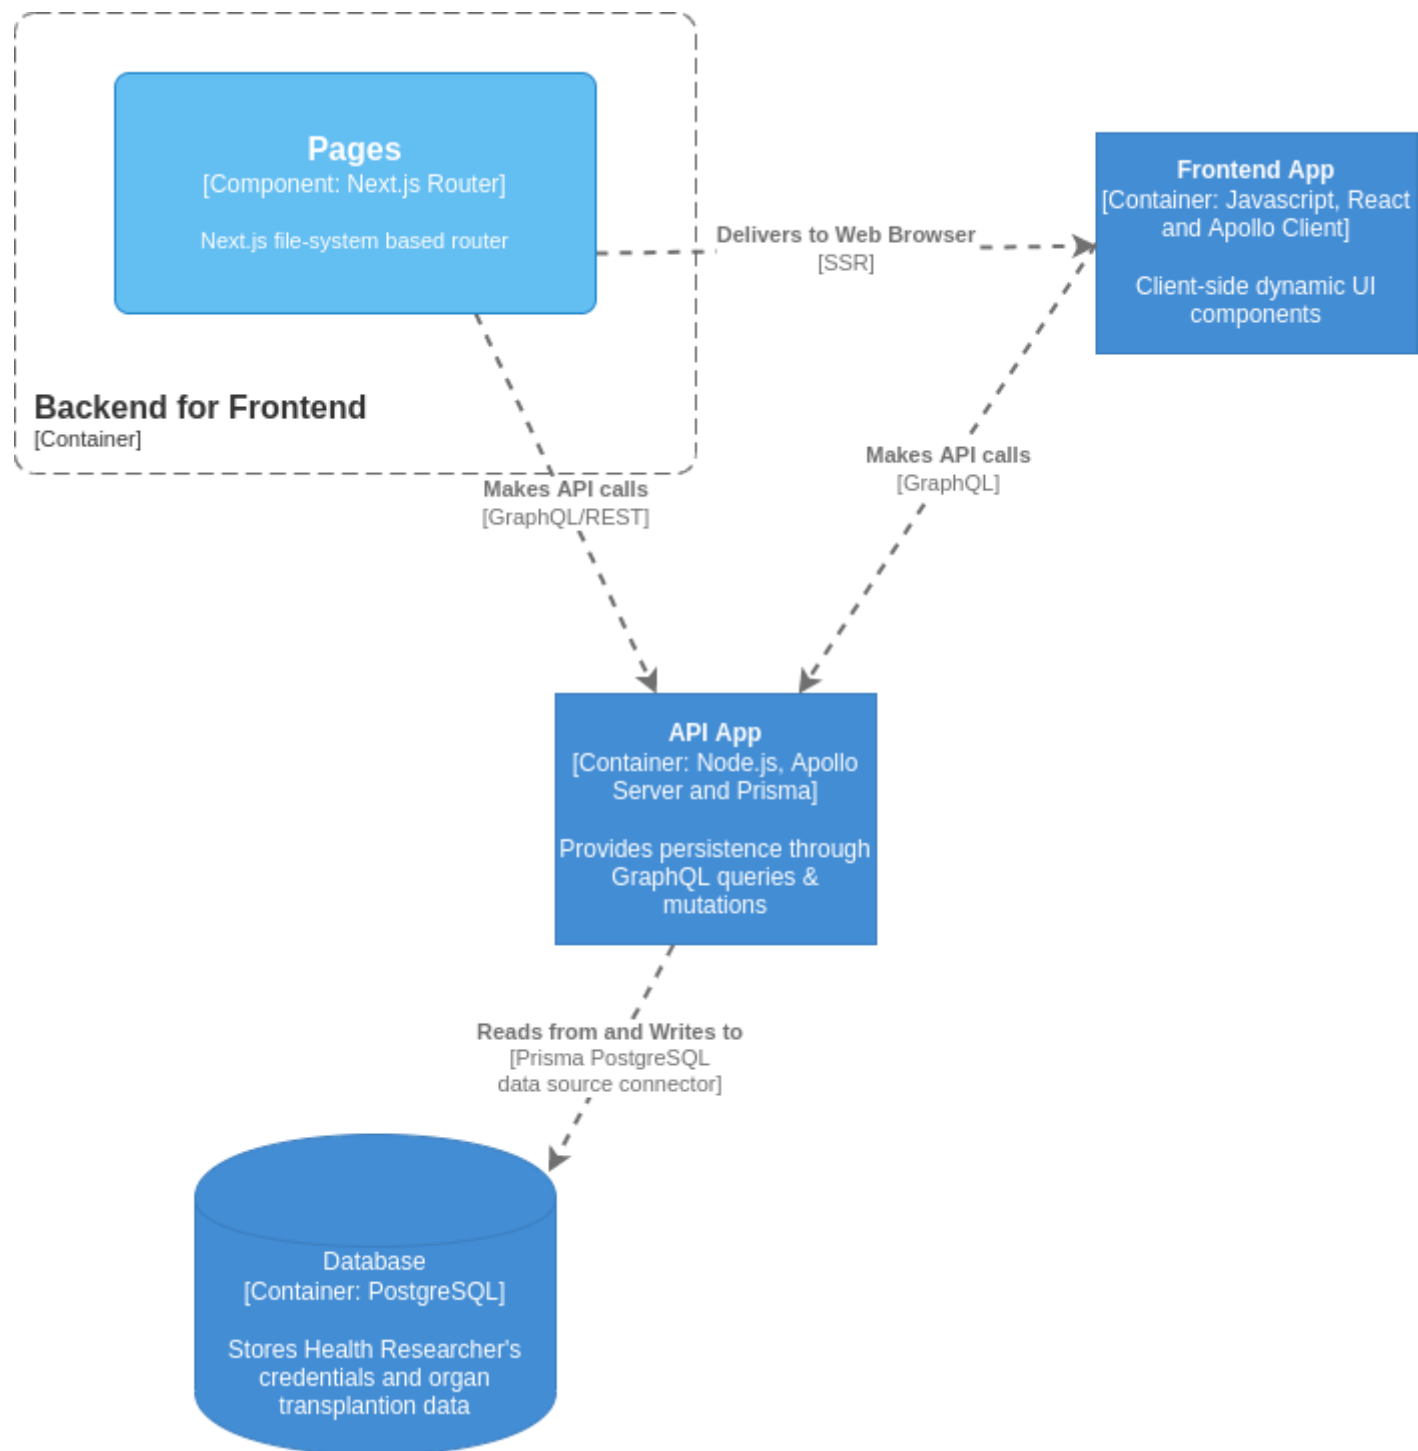 Pages
[Component: Next.js Router]
Next.js file-system based router
Backend for Frontend
[Container]
Delivers to Web Browser
[SSR]
Frontend App
[Container: Javascript, React
and Apollo Client]
Client-side dynamic UI
components
Makes API calls
[GraphQL/REST]
Makes API calls
[GraphQL]
API App
[Container: Node.js, Apollo
Server and Prisma]
Provides persistence through
GraphQL queries &
mutations
Reads from and Writes to
[Prisma PostgreSQL
data source connector]
Database
[Container: PostgreSQL]
Stores Health Researcher's
credentials and organ
transplantion data